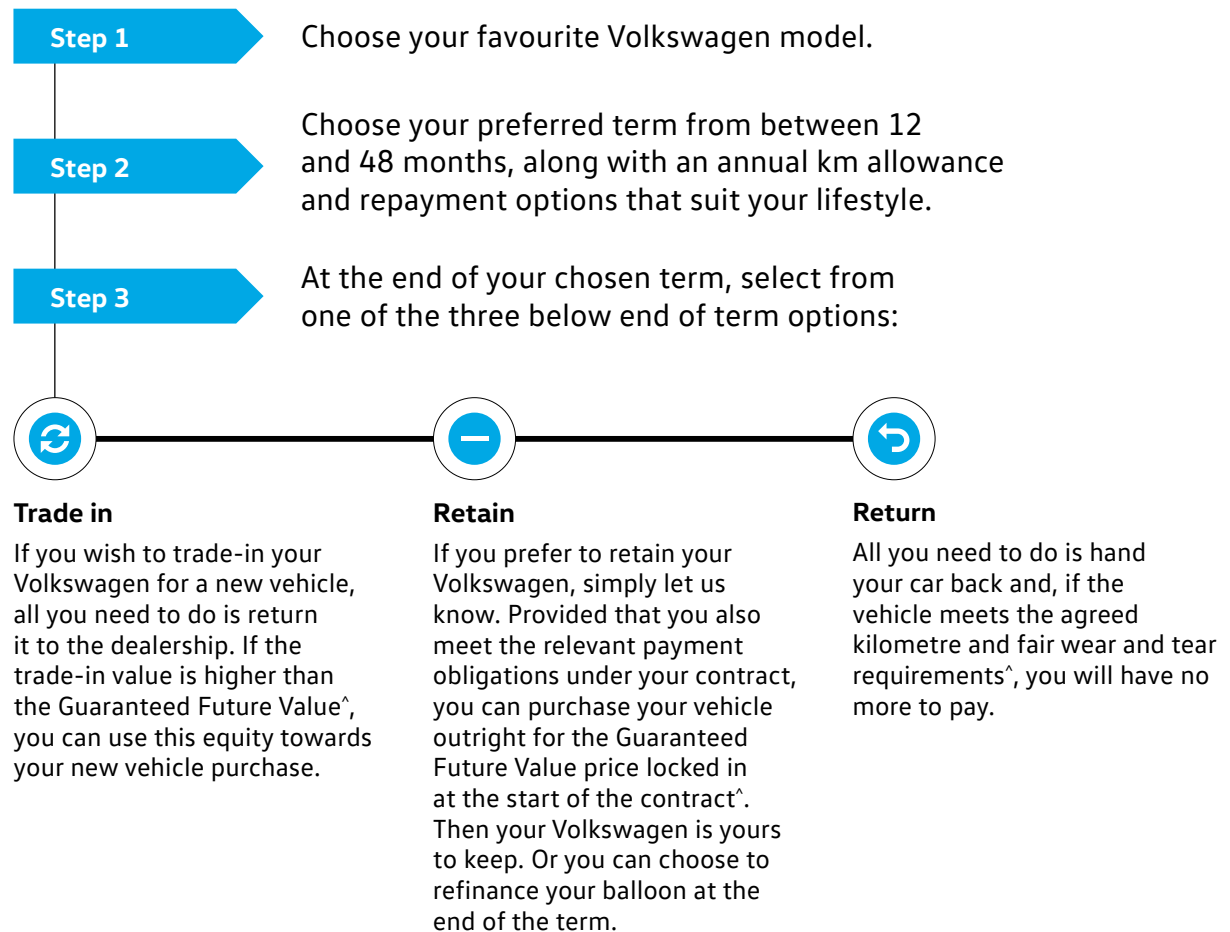 Step 1
Choose your favourite Volkswagen model.
Step 2
Choose your preferred term from between 12
and 48 months, along with an annual km allowance
and repayment options that suit your lifestyle.
Step 3
At the end of your chosen term, select from
one of the three below end of term options:
Trade in
If you wish to trade-in your
Volkswagen for a new vehicle,
all you need to do is return
it to the dealership. If the
trade-in value is higher than
the Guaranteed Future Value^,
you can use this equity towards
your new vehicle purchase.
Retain
If you prefer to retain your
Volkswagen, simply let us
know. Provided that you also
meet the relevant payment
obligations under your contract,
you can purchase your vehicle
outright for the Guaranteed
Future Value price locked in
at the start of the contract^.
Then your Volkswagen is yours
to keep. Or you can choose to
refinance your balloon at the
end of the term.
Return
All you need to do is hand
your car back and, if the
vehicle meets the agreed
kilometre and fair wear and tear
requirements^, you will have no
more to pay.